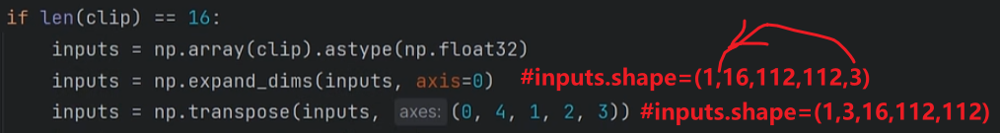 if len(clip) == 16:
inputs = np.array(clip).astype(np.float32)
inputs = np.expand_dims(inputs, axis=0) #inputs.shape=(1,16,112,112,3)
inputs = np.transpose(inputs, axes: (0, 4, 1, 2, 3)) #inputs.shape=(1,3,16,112,112)